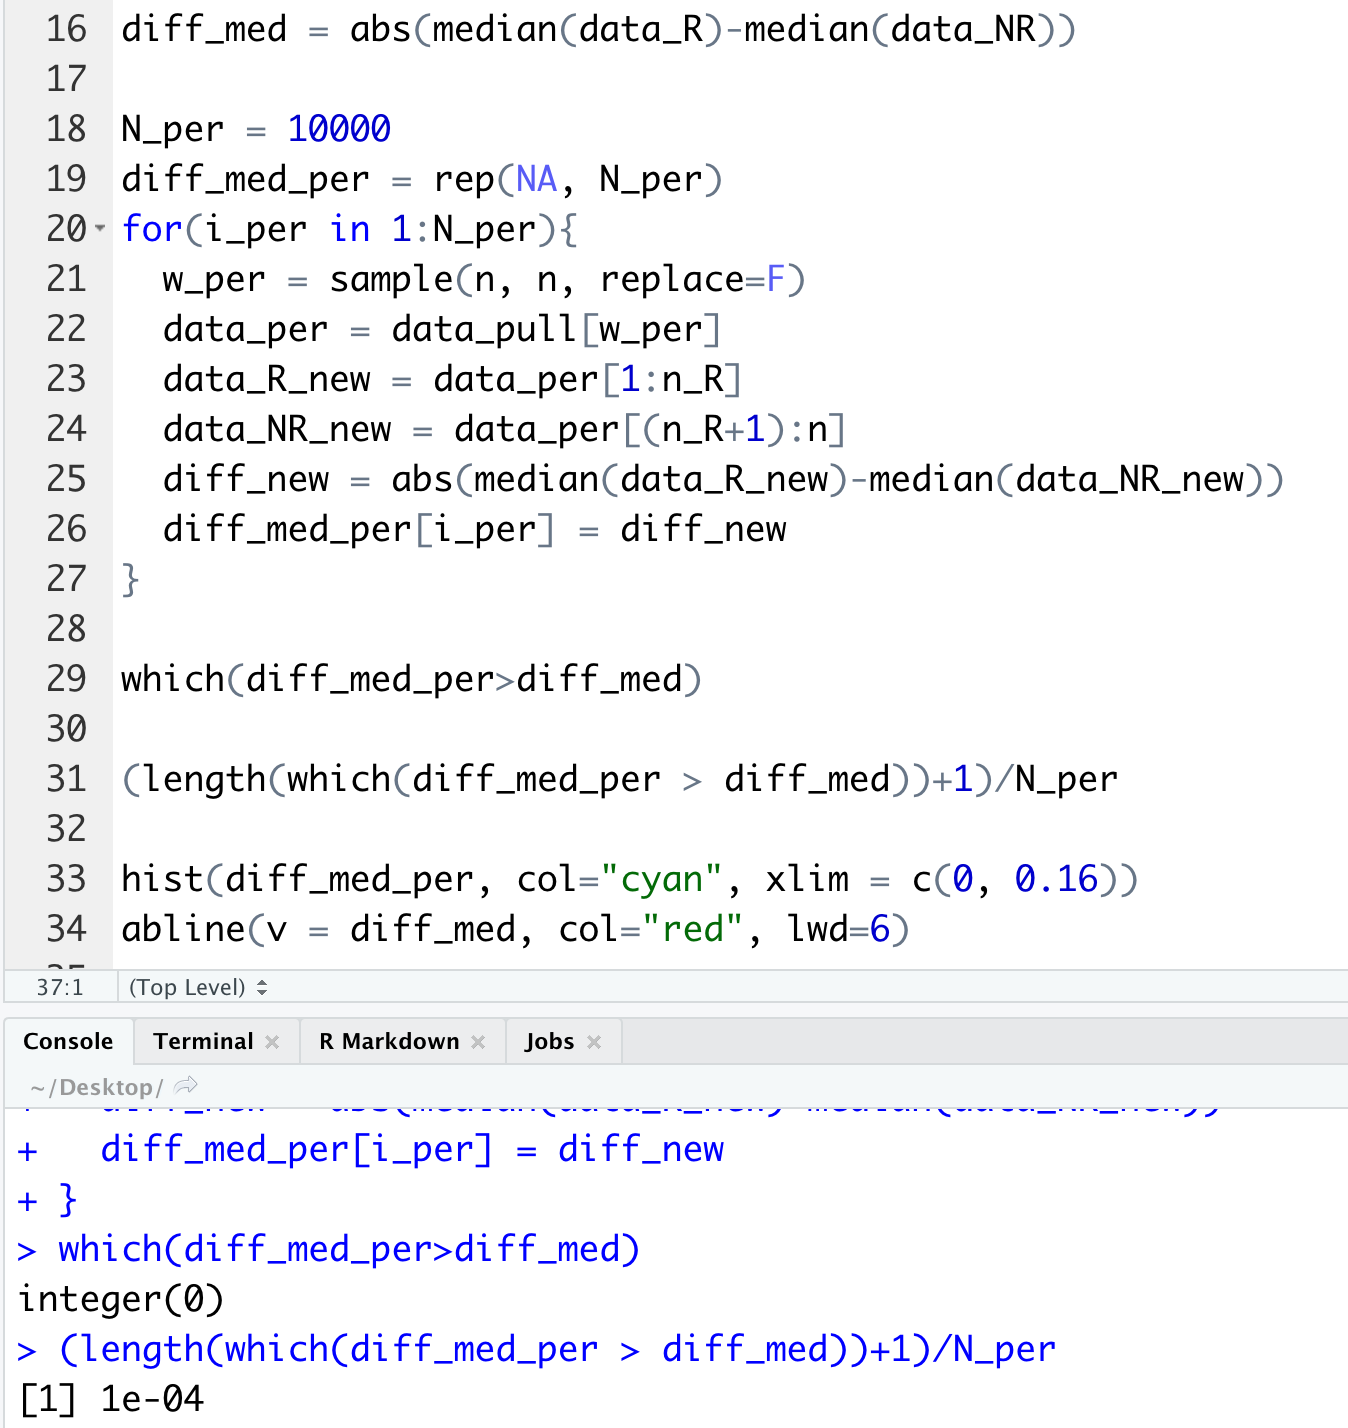 16 diff_med = abs(median(data_R)-median(data_NR))
17
18 N_per = 10000
19 diff_med_per = rep(NA, N_per)
20 for(i_per in 1:N_per){
21   w_per = sample(n, n, replace=F)
22   data_per = data_pull[w_per]
23   data_R_new = data_per[1:n_R]
24   data_NR_new = data_per[(n_R+1):n]
25   diff_new = abs(median(data_R_new)-median(data_NR_new))
26   diff_med_per[i_per] = diff_new
27 }
28
29 which(diff_med_per>diff_med)
30
31 (length(which(diff_med_per > diff_med))+1)/N_per
32
33 hist(diff_med_per, col="cyan", xlim = c(0, 0.16))
34 abline(v = diff_med, col="red", lwd=6)
37:1 (Top Level)
Console Terminal R Markdown Jobs
~/Desktop/
+   diff_med_per[i_per] = diff_new
+ }
> which(diff_med_per>diff_med)
integer(0)
> (length(which(diff_med_per > diff_med))+1)/N_per
[1] 1e-04